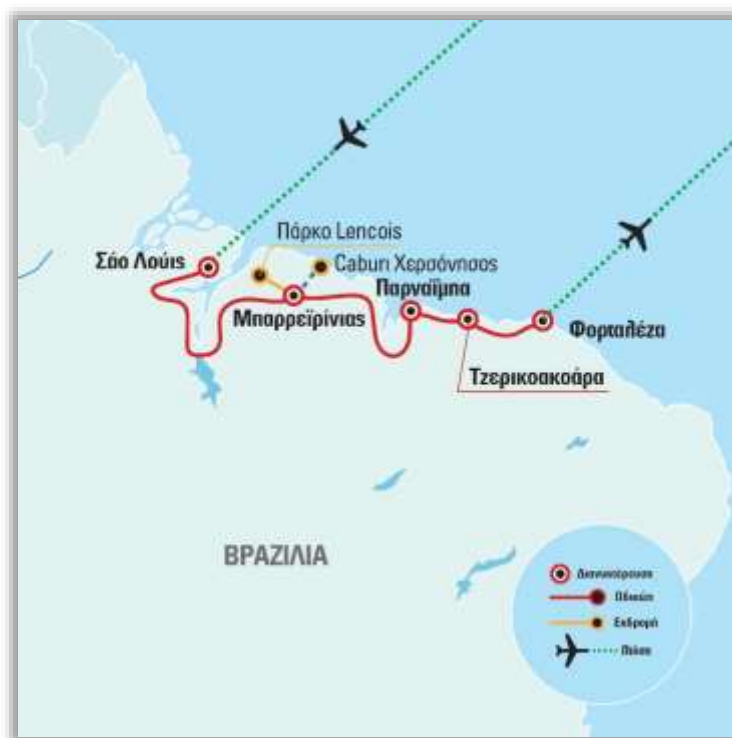 Πάρκο Lencois
Σάο Λούις
Caburi Χερσόνησος
Παρναΐμπα
Μπαρρεϊρίνιας
Φορταλέζα
Τζερικοακοάρα
ΒΡΑΖΙΛΙΑ
Διανυκτέρευση
Οδικώς
Εκδρομή
Πτήση